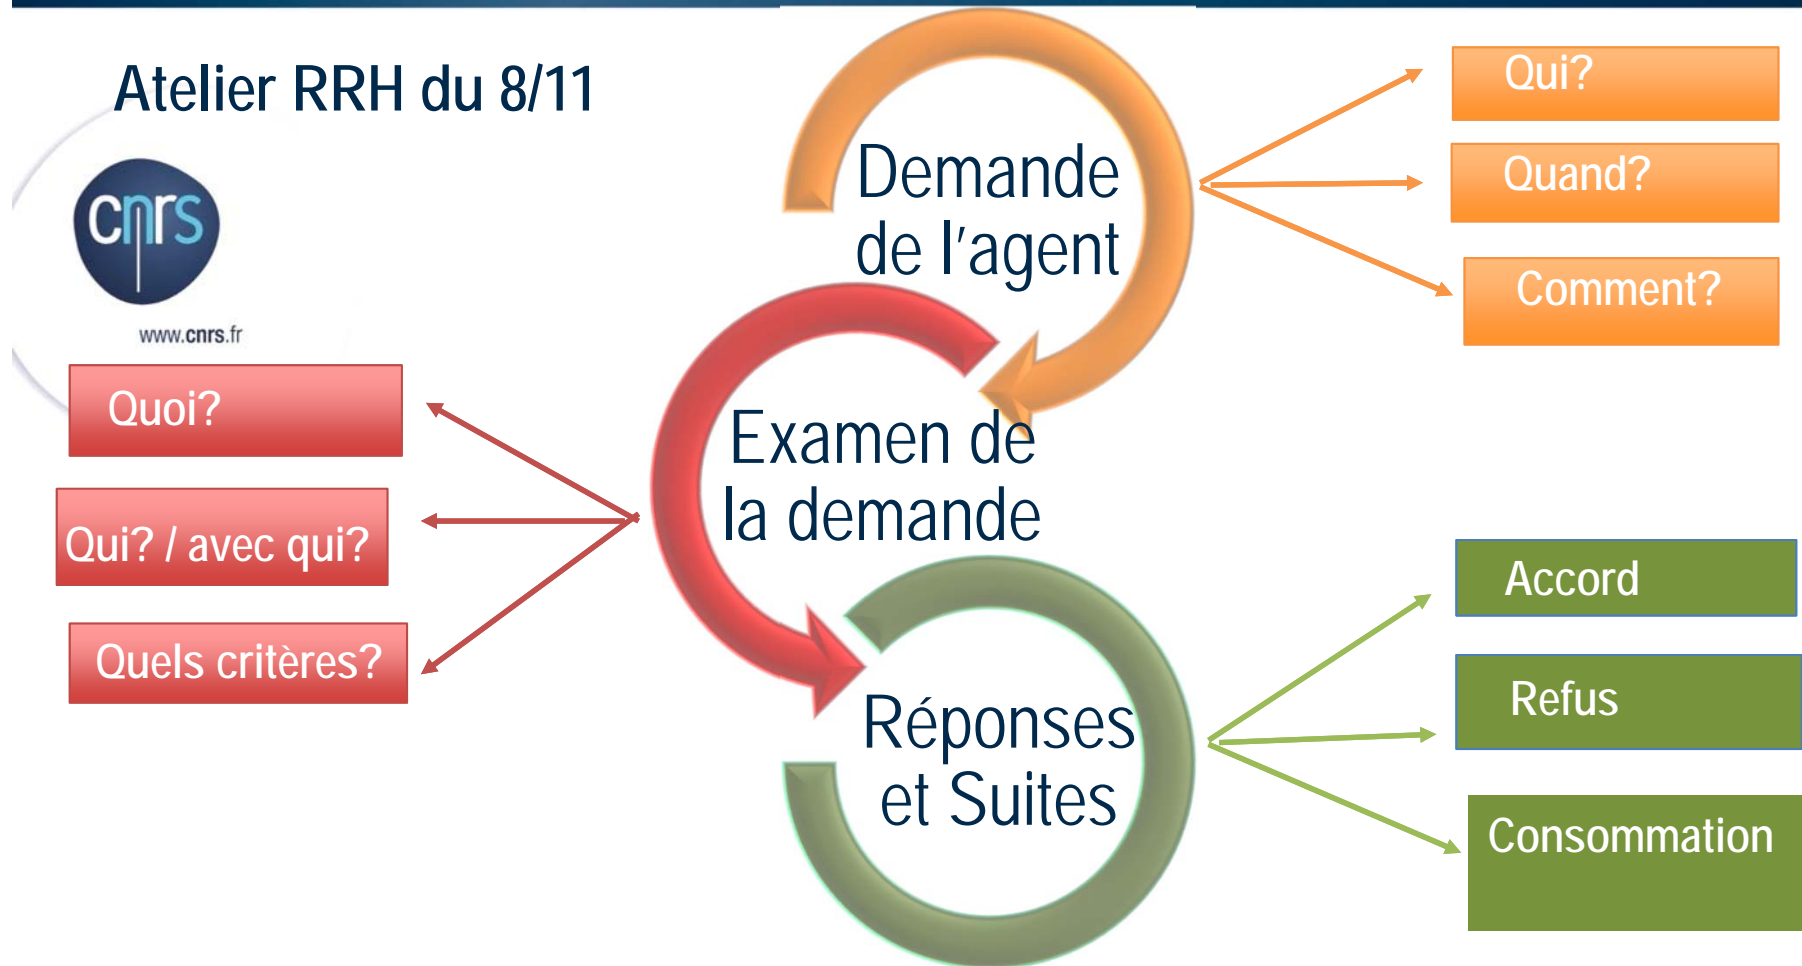 Atelier RRH du 8/11
cnrs
www.cnrs.fr
Demande
de l'agent
Qui?
Quand?
Comment?
Examen de
la demande
Quoi?
Qui? / avec qui?
Quels critères?
Réponses
et Suites
Accord
Refus
Consommation